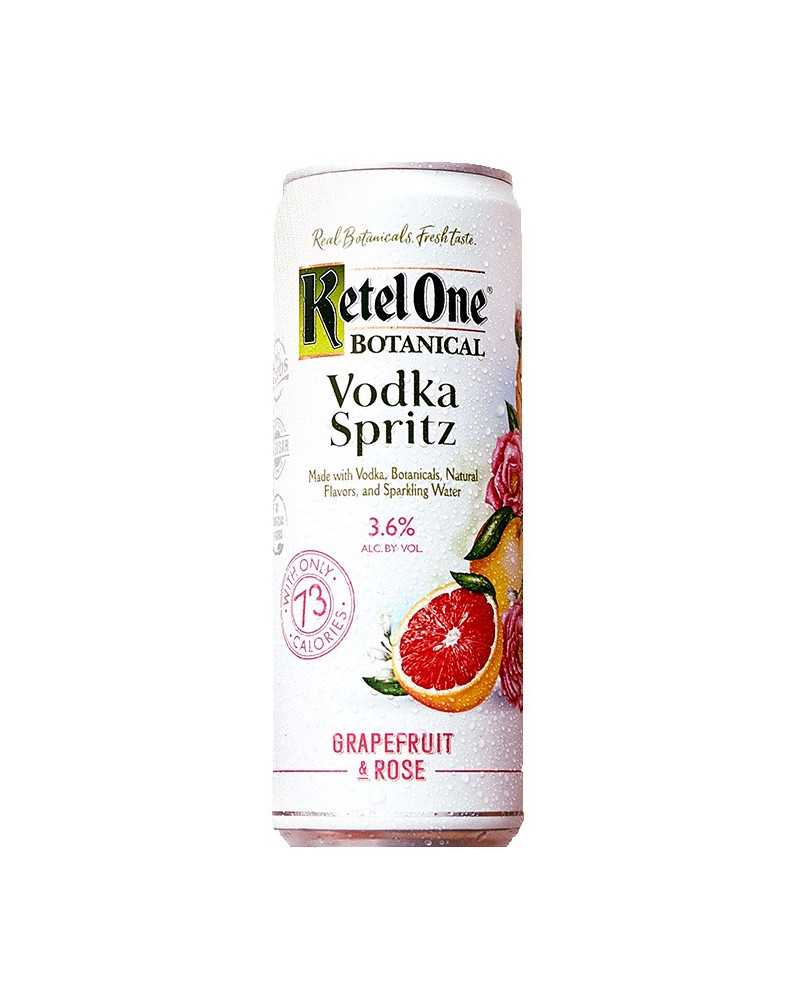 Real Botanicals. Fresh taste.
Ketel One®
BOTANICAL
Vodka
Spritz
Made with Vodka, Botanicals, Natural
Flavors, and Sparkling Water
3.6%
ALC. BY VOL.
WITH ONLY
73
CALORIES
GRAPEFRUIT
& ROSE